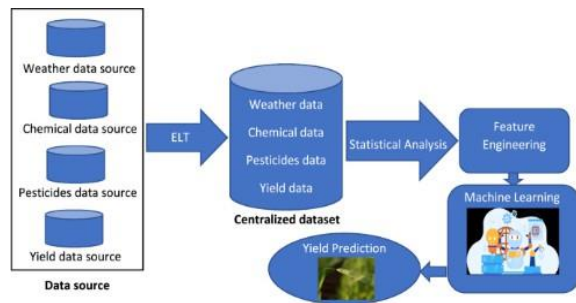 Weather data source
Chemical data source
Pesticides data source
Yield data source
Data source
ELT
Weather data
Chemical data
Pesticides data
Yield data
Centralized dataset
Statistical Analysis
Feature
Engineering
Machine Learning
Yield Prediction